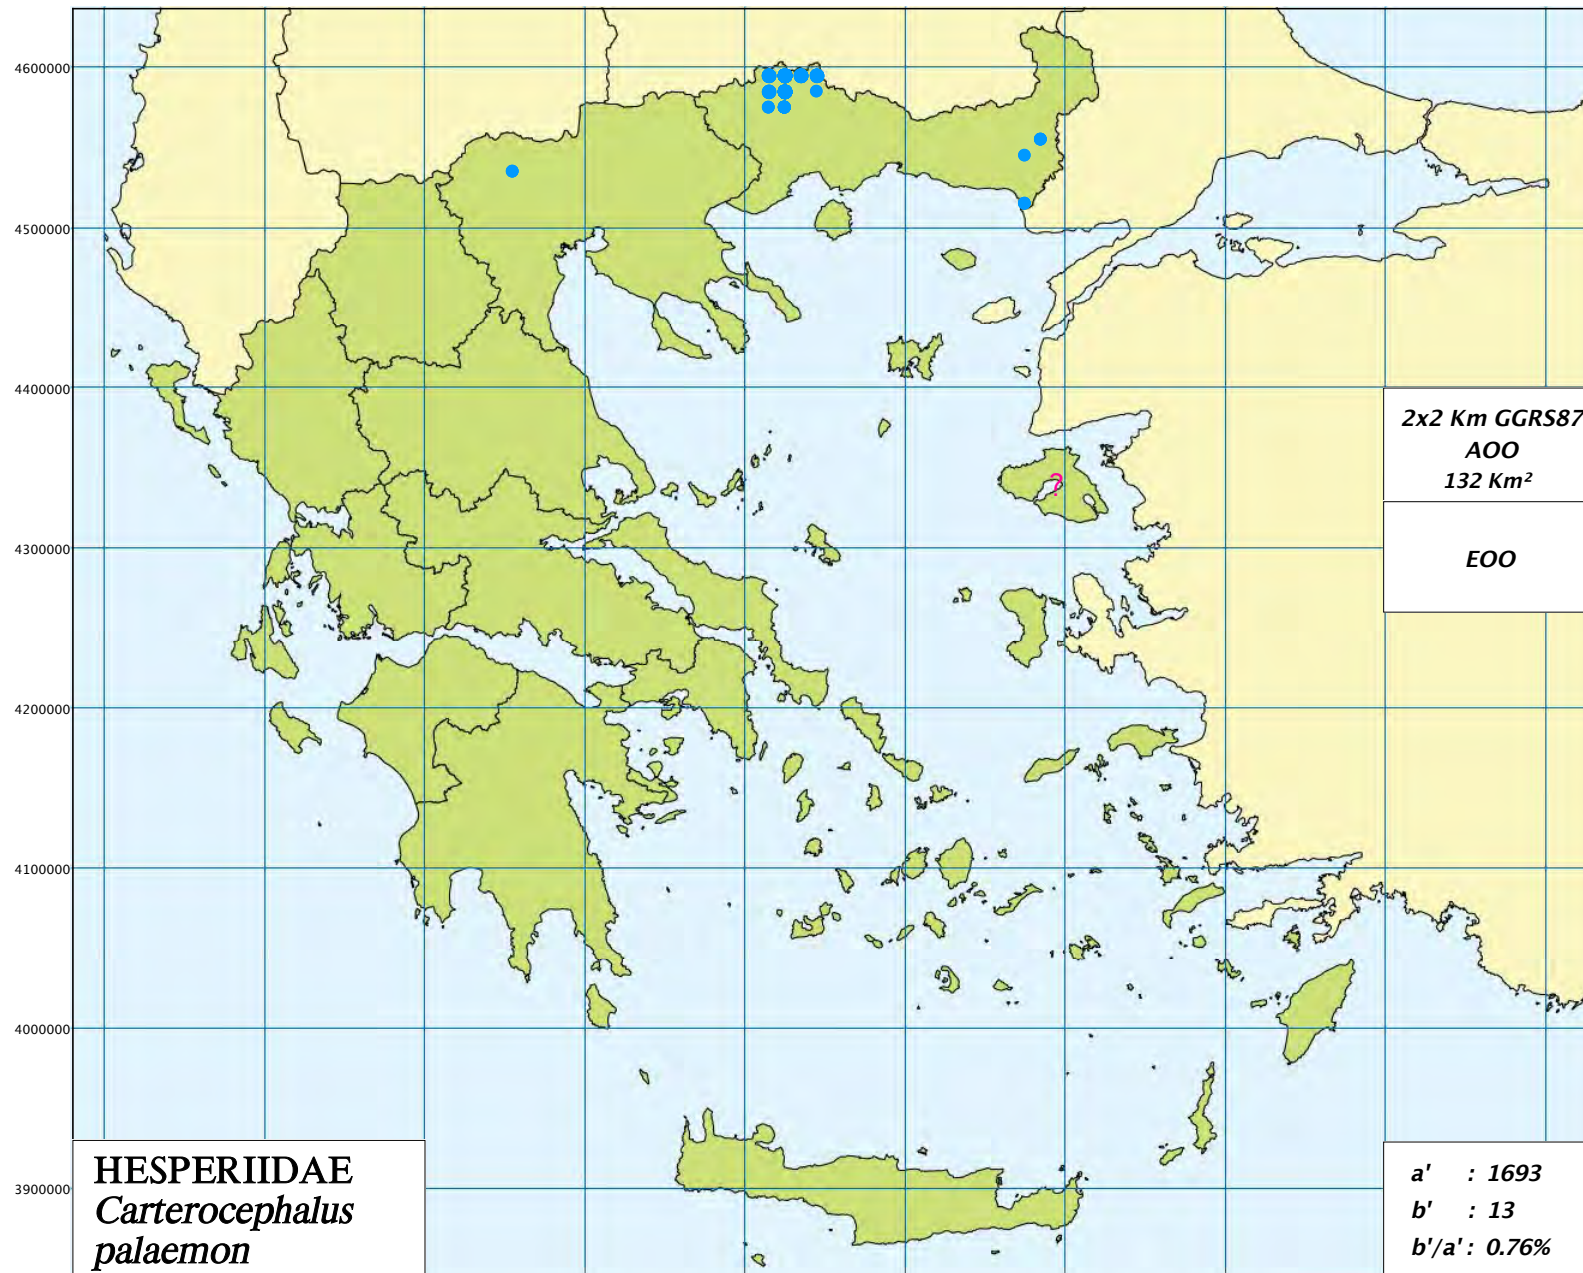 4600000
4500000
4400000
2x2 Km GGRS87
AOO
132 Km²
?
4300000
EOO
4200000
4100000
4000000
3900000
HESPERIIDAE
Carterocephalus
palaemon
a' : 1693
b' : 13
b'/a' : 0.76%